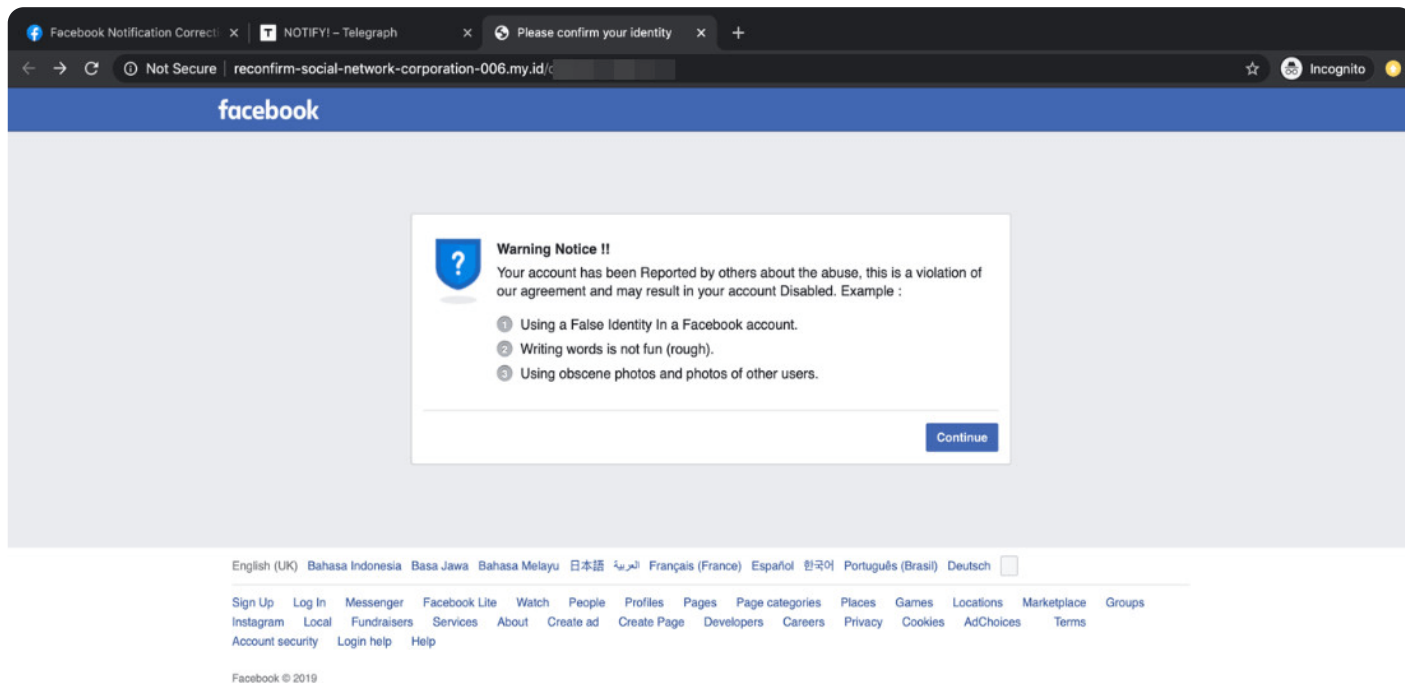 Facebook Notification Correcti
T NOTIFY! – Telegraph
Please confirm your identity
Not Secure reconfirm-social-network-corporation-006.my.id/
Incognito
facebook
?
Warning Notice !!
Your account has been Reported by others about the abuse, this is a violation of
our agreement and may result in your account Disabled. Example :
1 Using a False Identity In a Facebook account.
2 Writing words is not fun (rough).
3 Using obscene photos and photos of other users.
Continue
English (UK) Bahasa Indonesia Basa Jawa Bahasa Melayu 日本語 العربية Français (France) Español 한국어 Português (Brasil) Deutsch
Sign Up Log In Messenger Facebook Lite Watch People Profiles Pages Page categories Places Games Locations Marketplace Groups
Instagram Local Fundraisers Services About Create ad Create Page Developers Careers Privacy Cookies AdChoices Terms
Account security Login help Help
Facebook © 2019